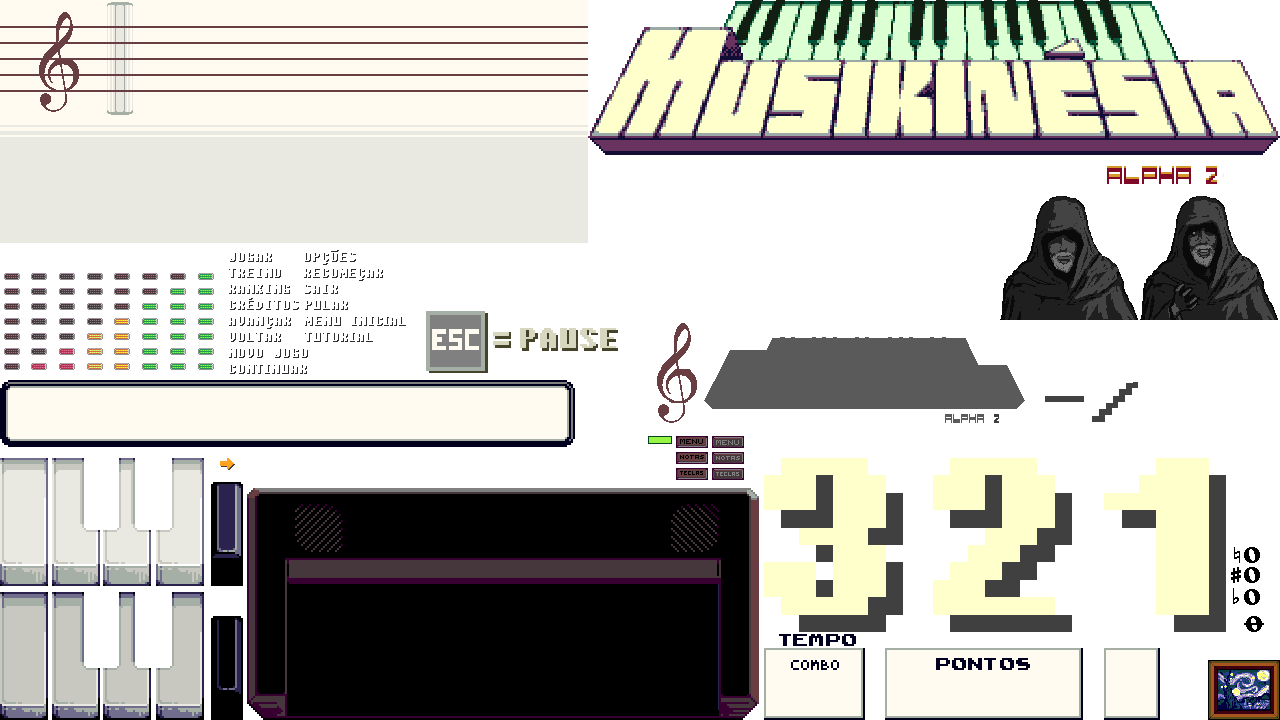 MUSIKINÉSIA
ALPHA 2
JOGAR OPÇÕES
TREINO RECOMEÇAR
RANKING SAIR
CRÉDITOS PULAR
AVANÇAR MENU INICIAL
VOLTAR TUTORIAL
NOVO JOGO
CONTINUAR
ESC = PAUSE
ALPHA 2
MENU MENU
NOTAS NOTAS
TECLAS TECLAS
3 2 1
TEMPO
COMBO
PONTOS